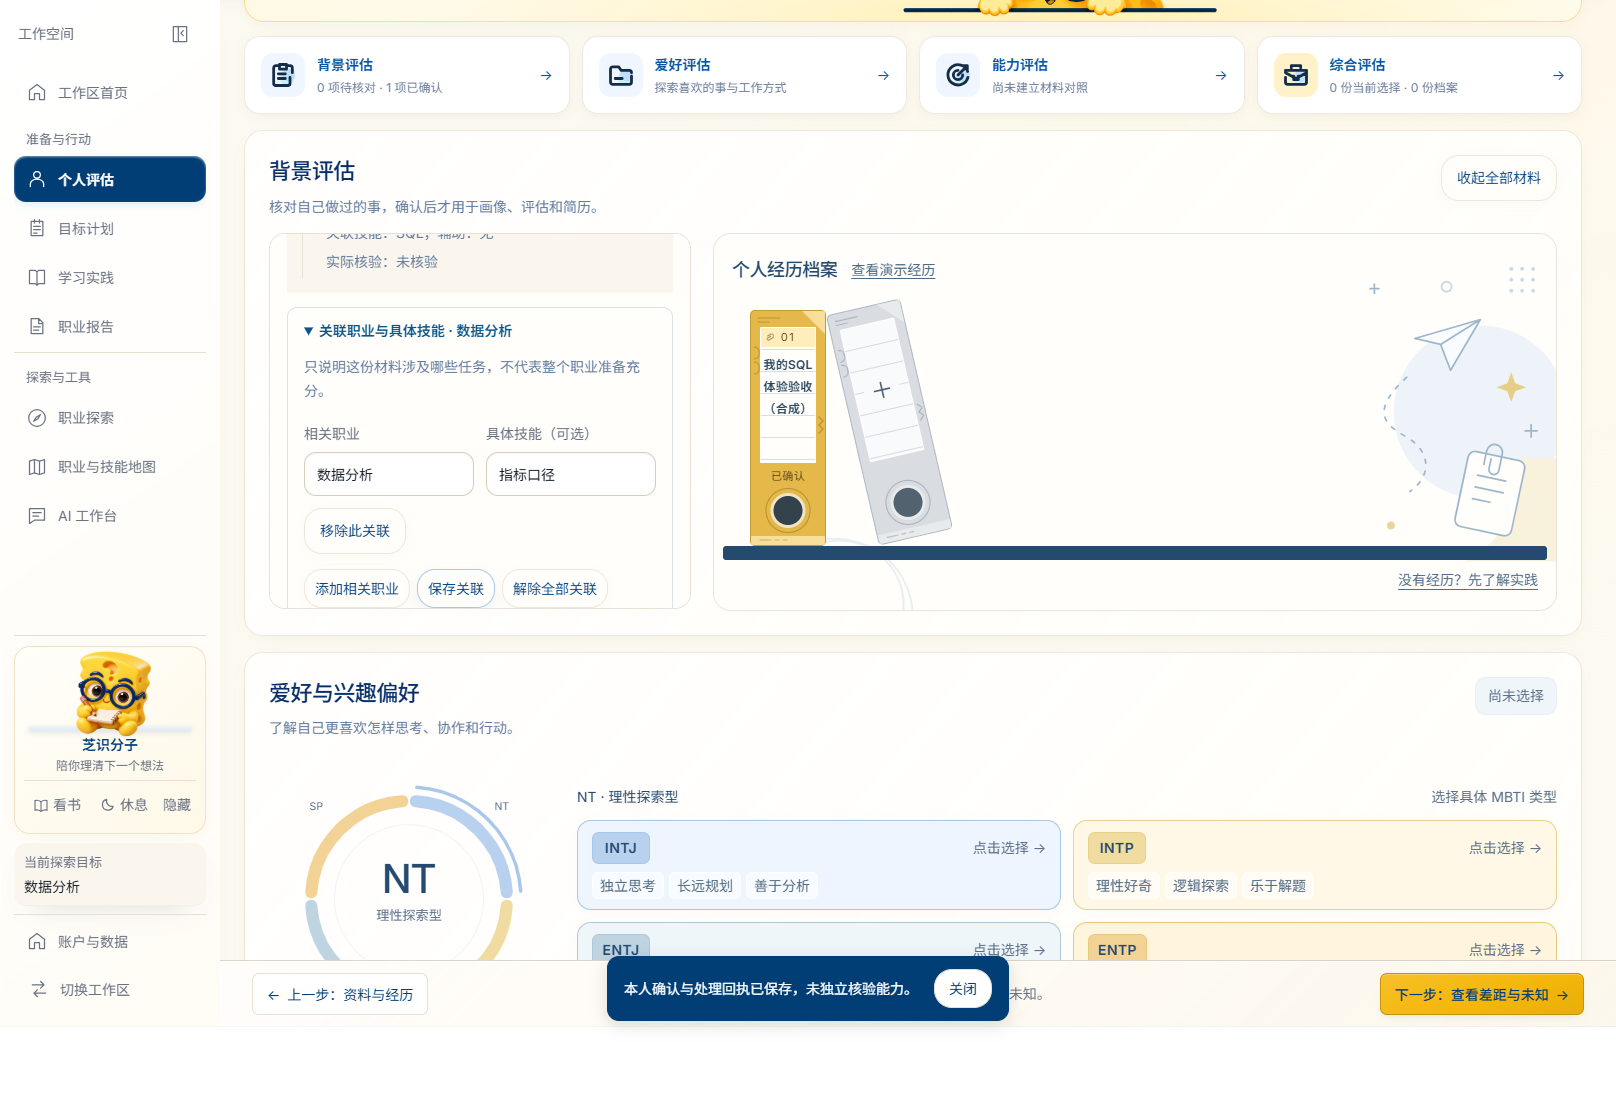 工作空间
工作区首页
准备与行动
个人评估
目标计划
学习实践
职业报告
探索与工具
职业探索
职业与技能地图
AI 工作台
芝识分子
陪你理清下一个想法
看书
休息
隐藏
当前探索目标
数据分析
账户与数据
切换工作区
背景评估
0 项待核对 · 1 项已确认
→
爱好评估
探索喜欢的事与工作方式
→
能力评估
尚未建立材料对照
→
综合评估
0 份当前选择 · 0 份档案
→
背景评估
核对自己做过的事，确认后才用于画像、评估和简历。
收起全部材料
关联技能：SQL；辅助：无
实际核验：未核验
▼ 关联职业与具体技能 · 数据分析
只说明这份材料涉及哪些任务，不代表整个职业准备充
分。
相关职业
具体技能（可选）
数据分析
指标口径
移除此关联
添加相关职业
保存关联
解除全部关联
个人经历档案
查看演示经历
01
我的SQL
体验验收
（合成）
已确认
没有经历？先了解实践
爱好与兴趣偏好
了解自己更喜欢怎样思考、协作和行动。
尚未选择
SP
NT
NT
理性探索型
NT · 理性探索型
选择具体 MBTI 类型
INTJ
点击选择 →
独立思考
长远规划
善于分析
INTP
点击选择 →
理性好奇
逻辑探索
乐于解题
ENTJ
点击选择 →
ENTP
点击选择 →
← 上一步：资料与经历
本人确认与处理回执已保存，未独立核验能力。
关闭
未知。
下一步：查看差距与未知 →